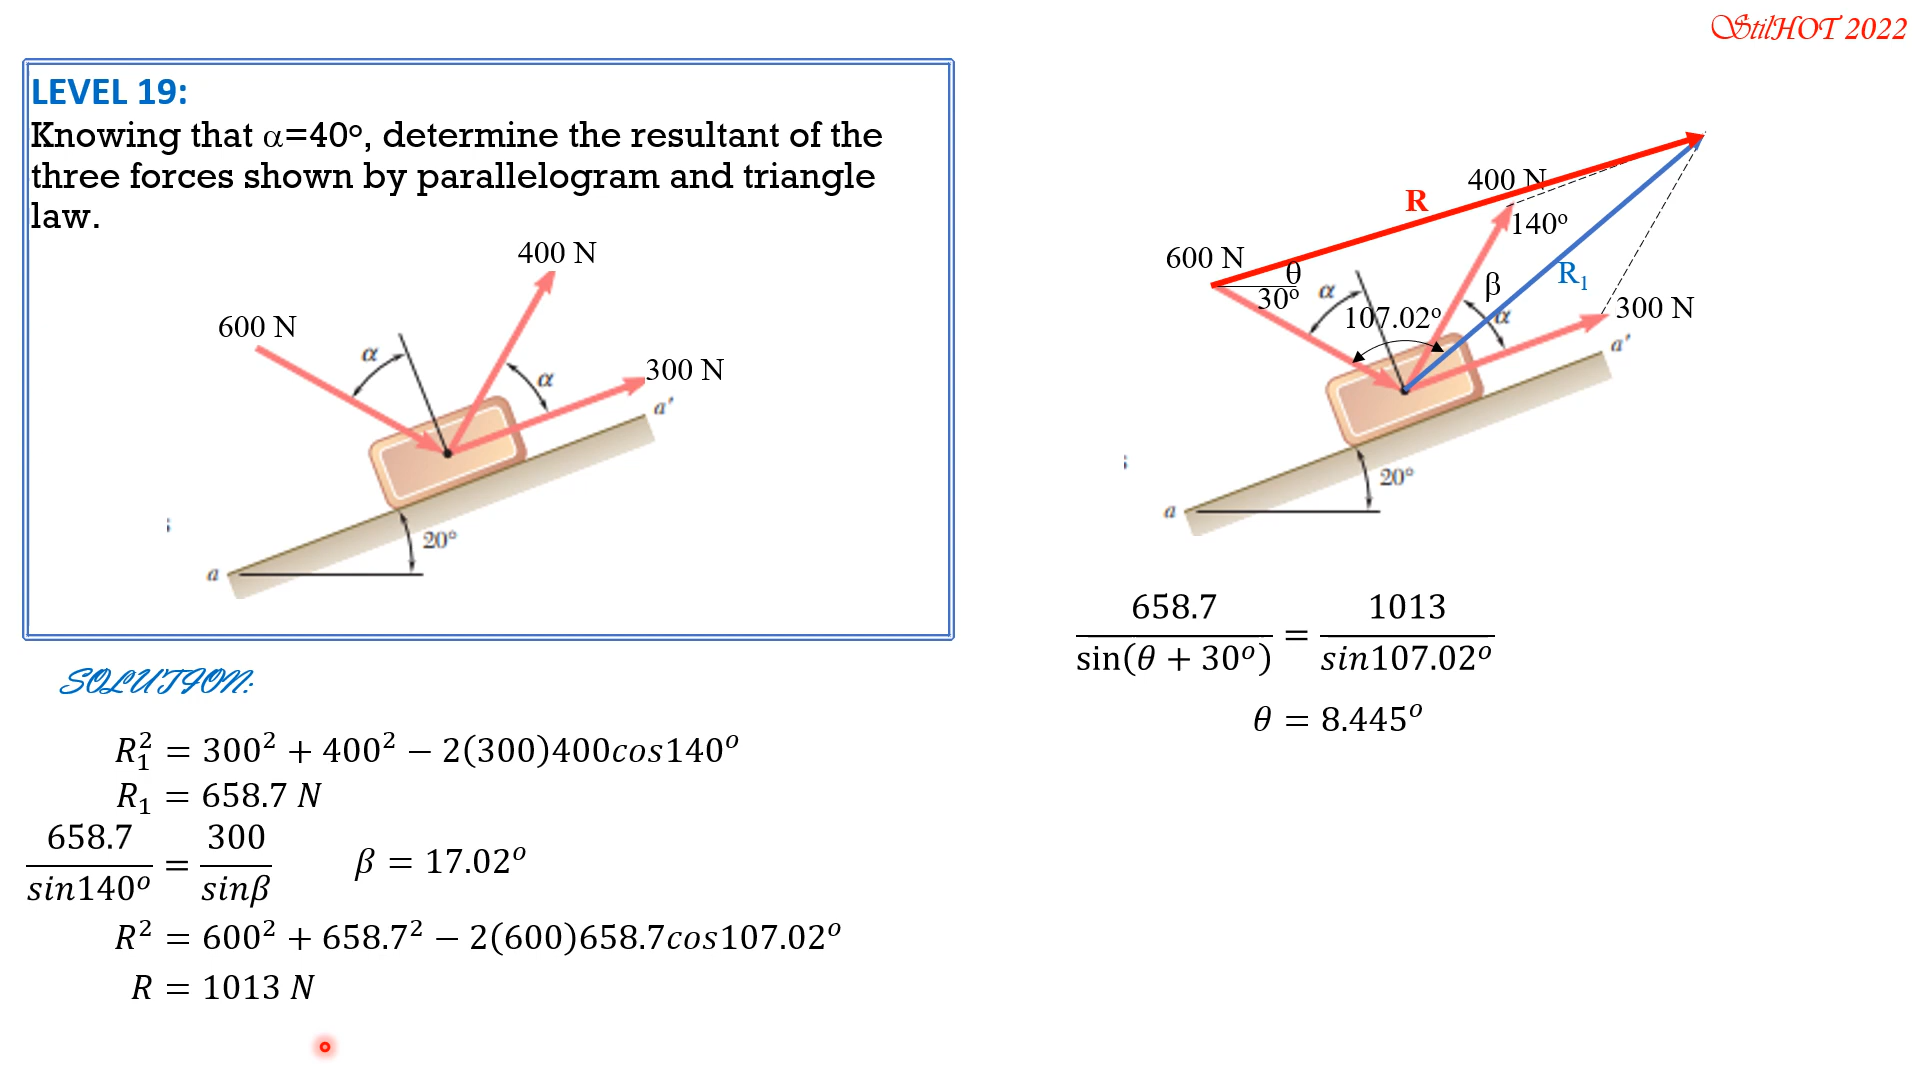 StilHOT 2022
LEVEL 19:
Knowing that α=40°, determine the resultant of the
three forces shown by parallelogram and triangle
law.
400 N
600 N
α
α
300 N
a'
20°
a
400 N
R
140°
600 N
θ
30°
α
107.02°
β
R₁
α
300 N
a'
20°
a
SOLUTION:
R₁² = 300² + 400² − 2(300)400cos140°
R₁ = 658.7 N
658.7/sin140° = 300/sinβ
β = 17.02°
R² = 600² + 658.7² − 2(600)658.7cos107.02°
R = 1013 N
658.7/sin(θ + 30°) = 1013/sin107.02°
θ = 8.445°